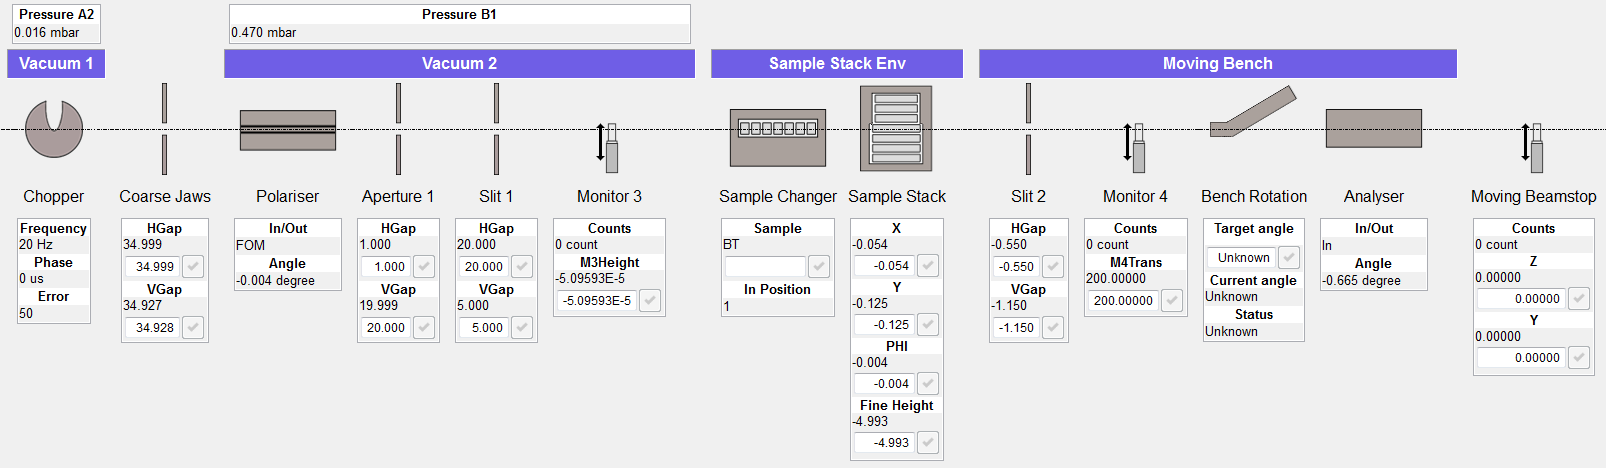 Pressure A2
0.016 mbar
Pressure B1
0.470 mbar
Vacuum 1
Vacuum 2
Sample Stack Env
Moving Bench
Chopper
Frequency
20 Hz
Phase
0 us
Error
50
Coarse Jaws
HGap
34.999
34.999
VGap
34.927
34.928
Polariser
In/Out
FOM
Angle
-0.004 degree
Aperture 1
HGap
1.000
1.000
VGap
19.999
20.000
Slit 1
HGap
20.000
20.000
VGap
5.000
5.000
Monitor 3
Counts
0 count
M3Height
-5.09593E-5
-5.09593E-5
Sample Changer
Sample
BT
In Position
1
Sample Stack
X
-0.054
-0.054
Y
-0.125
-0.125
PHI
-0.004
-0.004
Fine Height
-4.993
-4.993
Slit 2
HGap
-0.550
-0.550
VGap
-1.150
-1.150
Monitor 4
Counts
0 count
M4Trans
200.00000
200.00000
Bench Rotation
Target angle
Unknown
Current angle
Unknown
Status
Unknown
Analyser
In/Out
In
Angle
-0.665 degree
Moving Beamstop
Counts
0 count
Z
0.00000
0.00000
Y
0.00000
0.00000